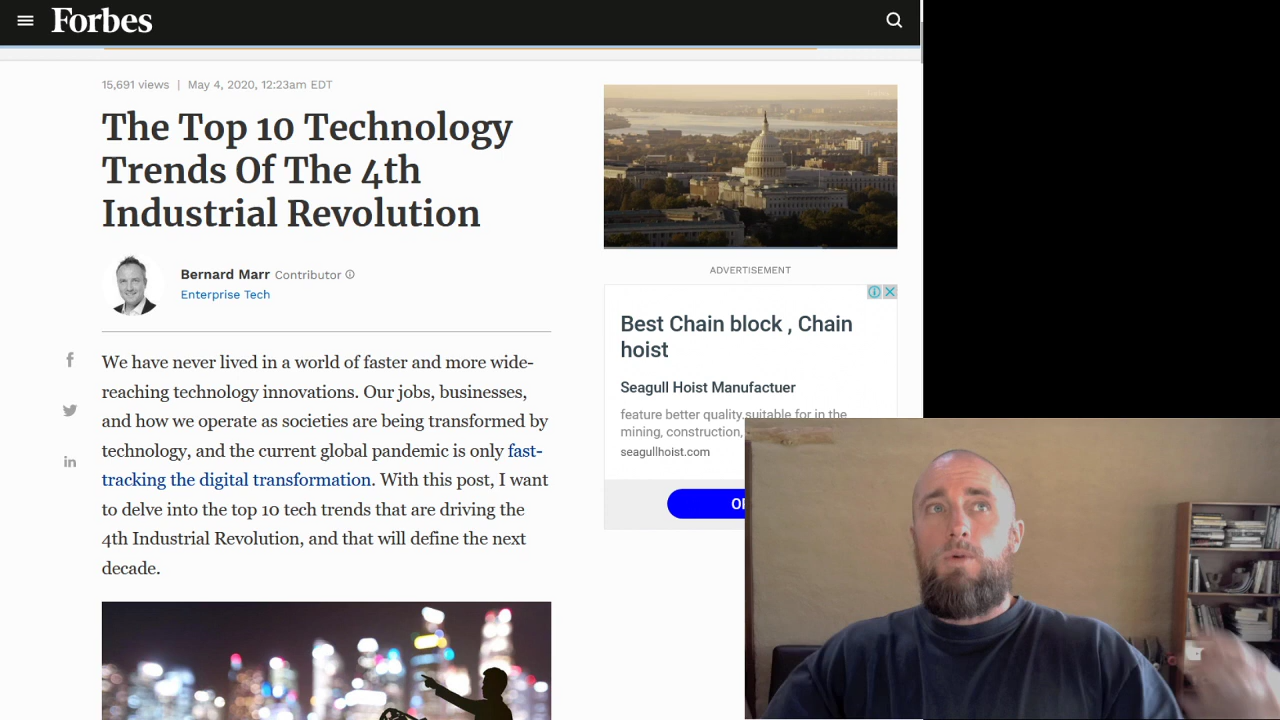 Forbes
15,691 views | May 4, 2020, 12:23am EDT
The Top 10 Technology
Trends Of The 4th
Industrial Revolution
Bernard Marr Contributor
Enterprise Tech
We have never lived in a world of faster and more wide-
reaching technology innovations. Our jobs, businesses,
and how we operate as societies are being transformed by
technology, and the current global pandemic is only fast-
tracking the digital transformation. With this post, I want
to delve into the top 10 tech trends that are driving the
4th Industrial Revolution, and that will define the next
decade.
ADVERTISEMENT
Best Chain block , Chain
hoist
Seagull Hoist Manufactuer
feature better quality,suitable for in the
mining, construction,
seagullhoist.com